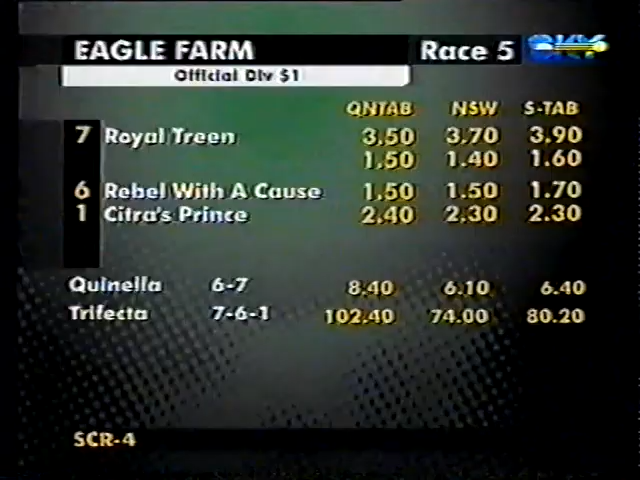 EAGLE FARM Race 5 SKY
Official Div $1
QNTAB NSW S-TAB
7 Royal Treen 3.50 3.70 3.90
1.50 1.40 1.60
6 Rebel With A Cause 1.50 1.50 1.70
1 Citra's Prince 2.40 2.30 2.30
Quinella 6-7 8.40 6.10 6.40
Trifecta 7-6-1 102.40 74.00 80.20
SCR-4